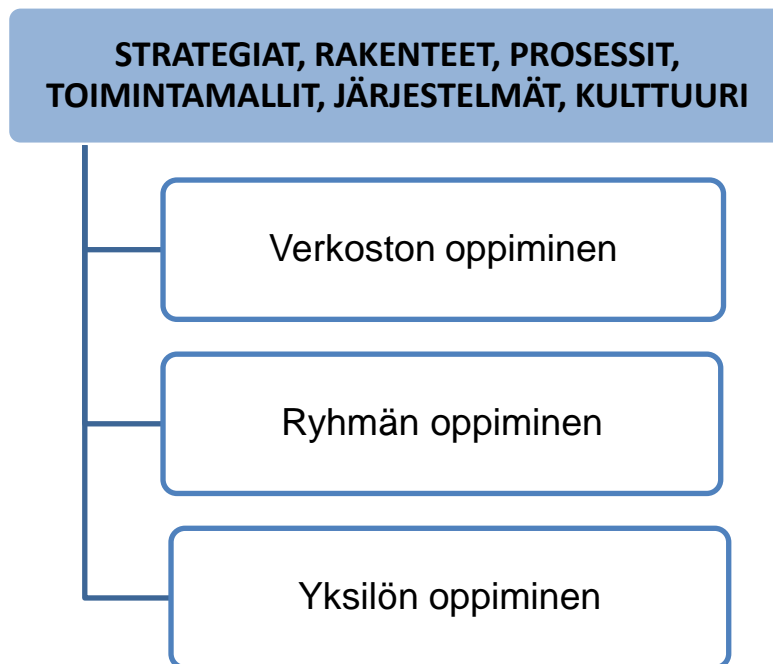 STRATEGIAT, RAKENTEET, PROSESSIT,
TOIMINTAMALLIT, JÄRJESTELMÄT, KULTTUURI
Verkoston oppiminen
Ryhmän oppiminen
Yksilön oppiminen